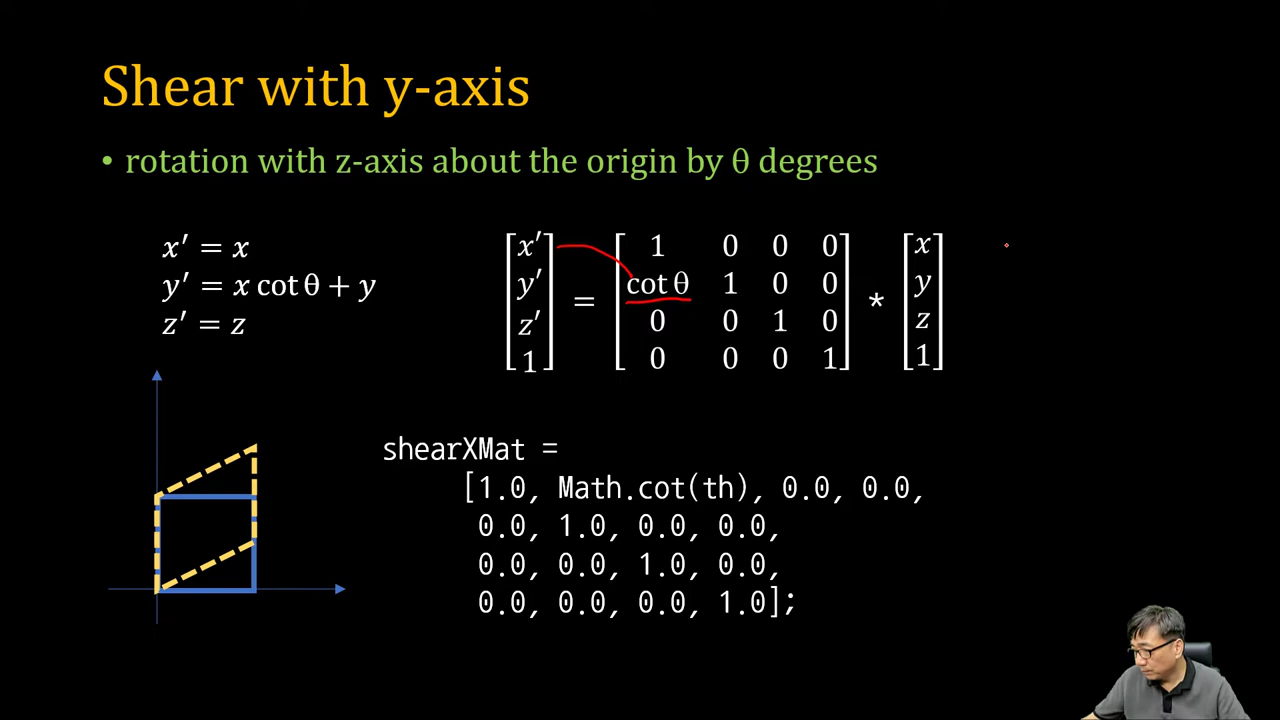 Shear with y-axis
• rotation with z-axis about the origin by θ degrees
x′ = x
y′ = x cot θ + y
z′ = z
[x′ y′ z′ 1] = [1 0 0 0
cot θ 1 0 0
0 0 1 0
0 0 0 1] * [x y z 1]
shearXMat =
[1.0, Math.cot(th), 0.0, 0.0,
0.0, 1.0, 0.0, 0.0,
0.0, 0.0, 1.0, 0.0,
0.0, 0.0, 0.0, 1.0];